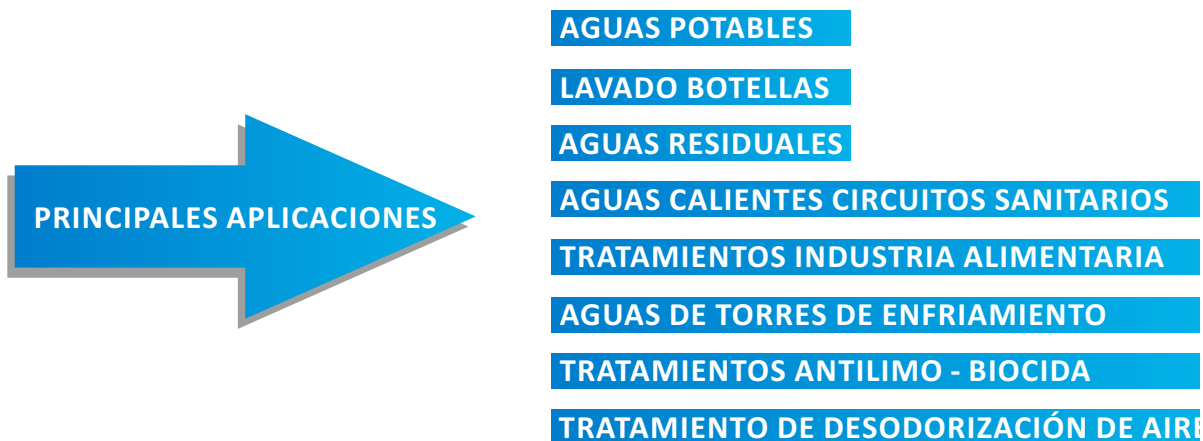 AGUAS POTABLES
LAVADO BOTELLAS
AGUAS RESIDUALES
PRINCIPALES APLICACIONES
AGUAS CALIENTES CIRCUITOS SANITARIOS
TRATAMIENTOS INDUSTRIA ALIMENTARIA
AGUAS DE TORRES DE ENFRIAMIENTO
TRATAMIENTOS ANTILIMO - BIOCIDA
TRATAMIENTO DE DESODORIZACIÓN DE AIRE